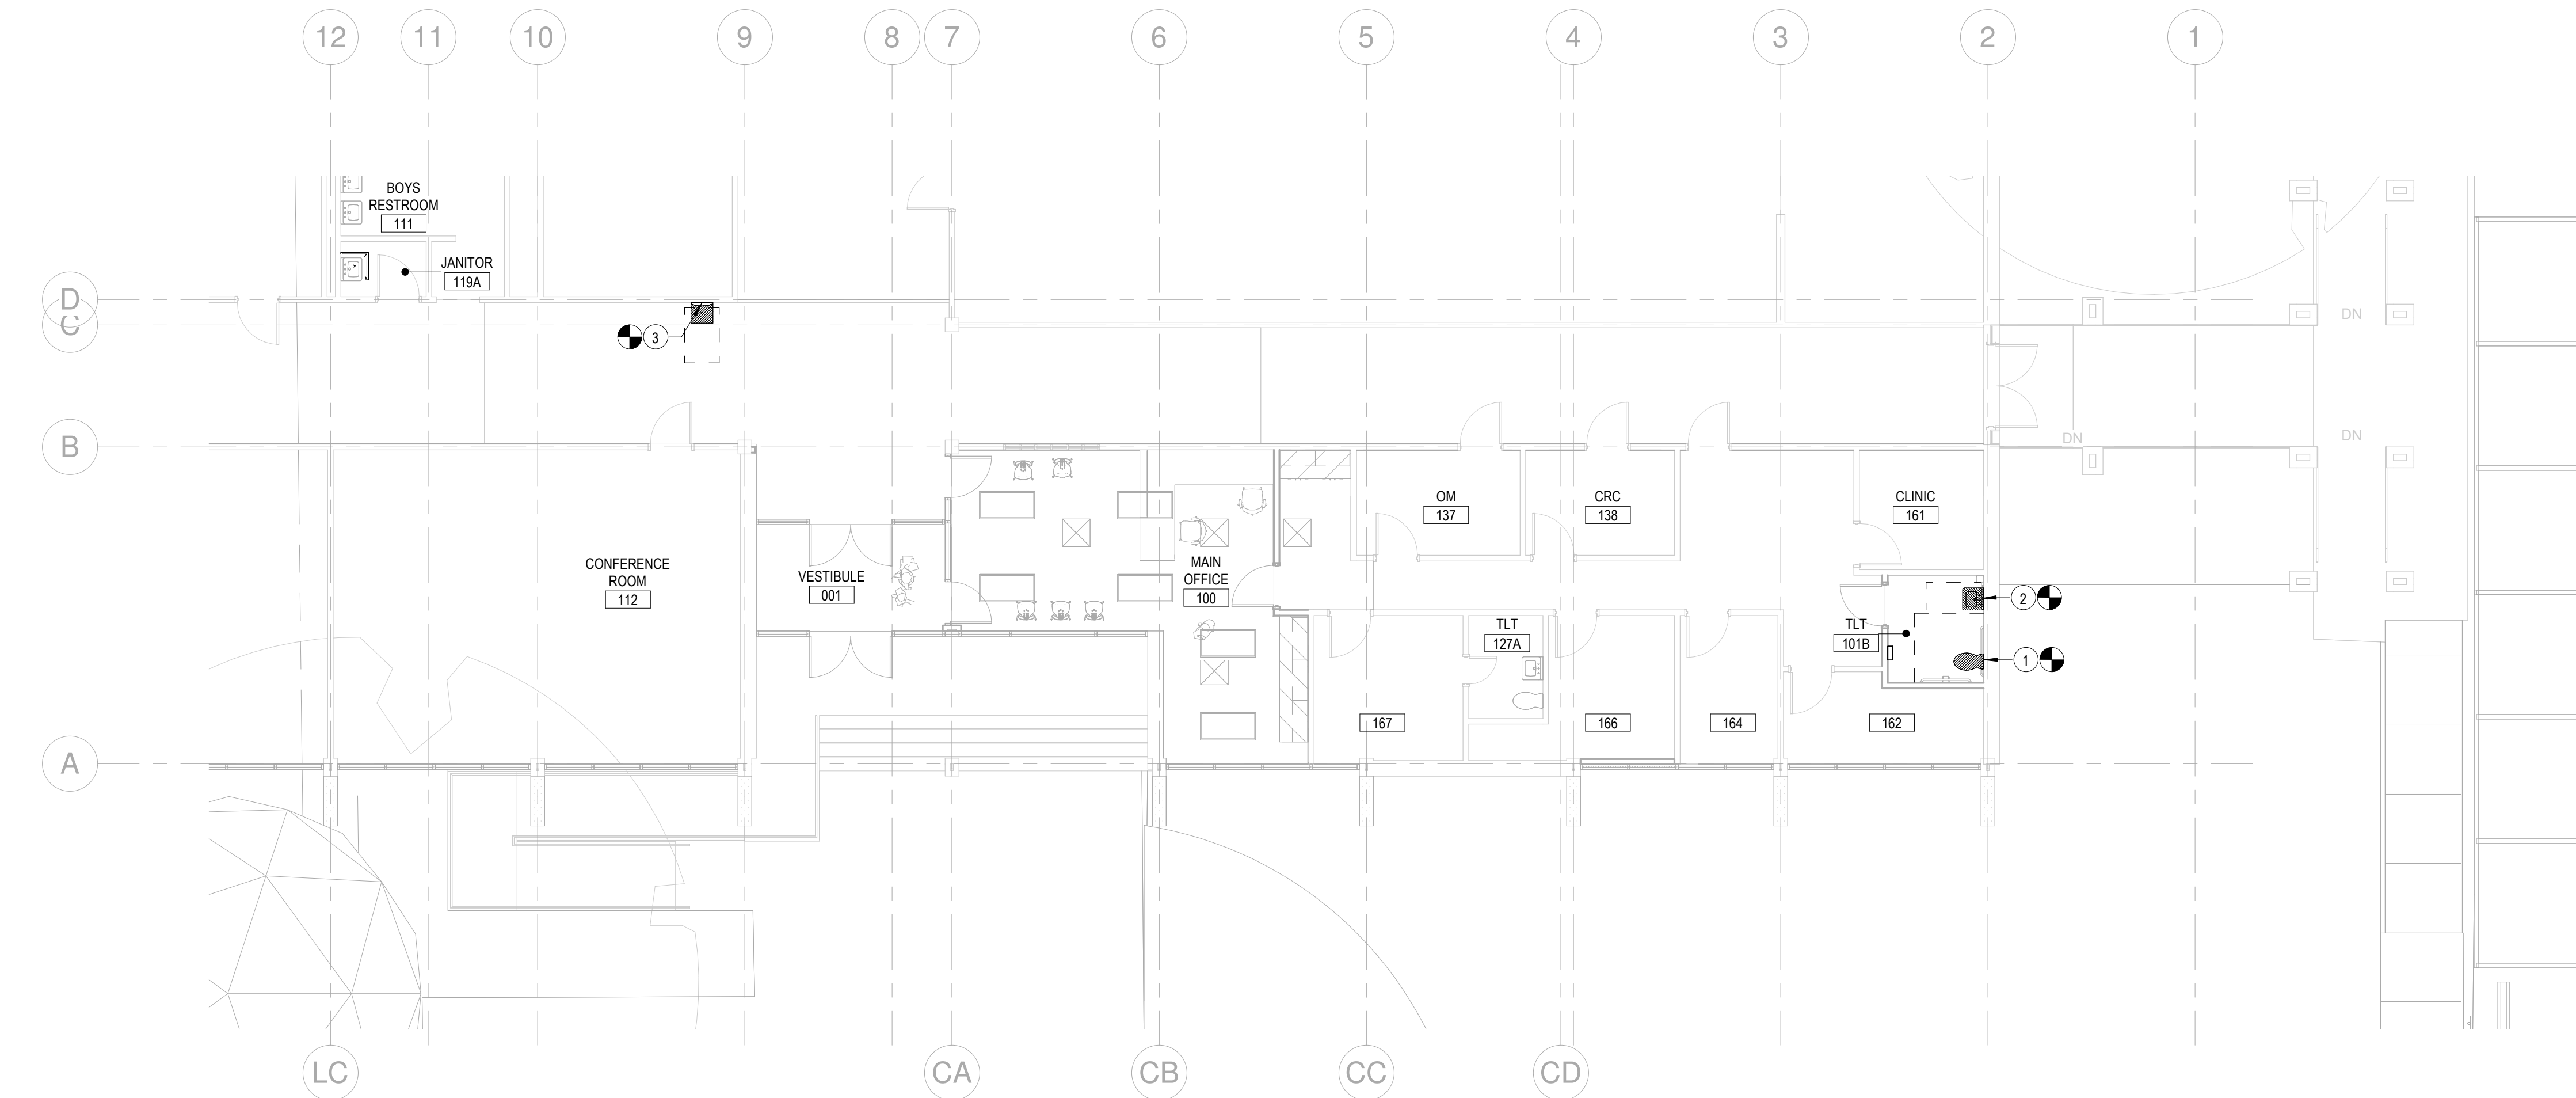 12
11
10
9
8
7
6
5
4
3
2
1
BOYS
RESTROOM
111
JANITOR
119A
D
C
3
DN
B
DN
DN
OM
137
CRC
138
CLINIC
161
CONFERENCE
ROOM
112
VESTIBULE
001
MAIN
OFFICE
100
2
TLT
127A
TLT
101B
1
167
166
164
162
A
LC
CA
CB
CC
CD